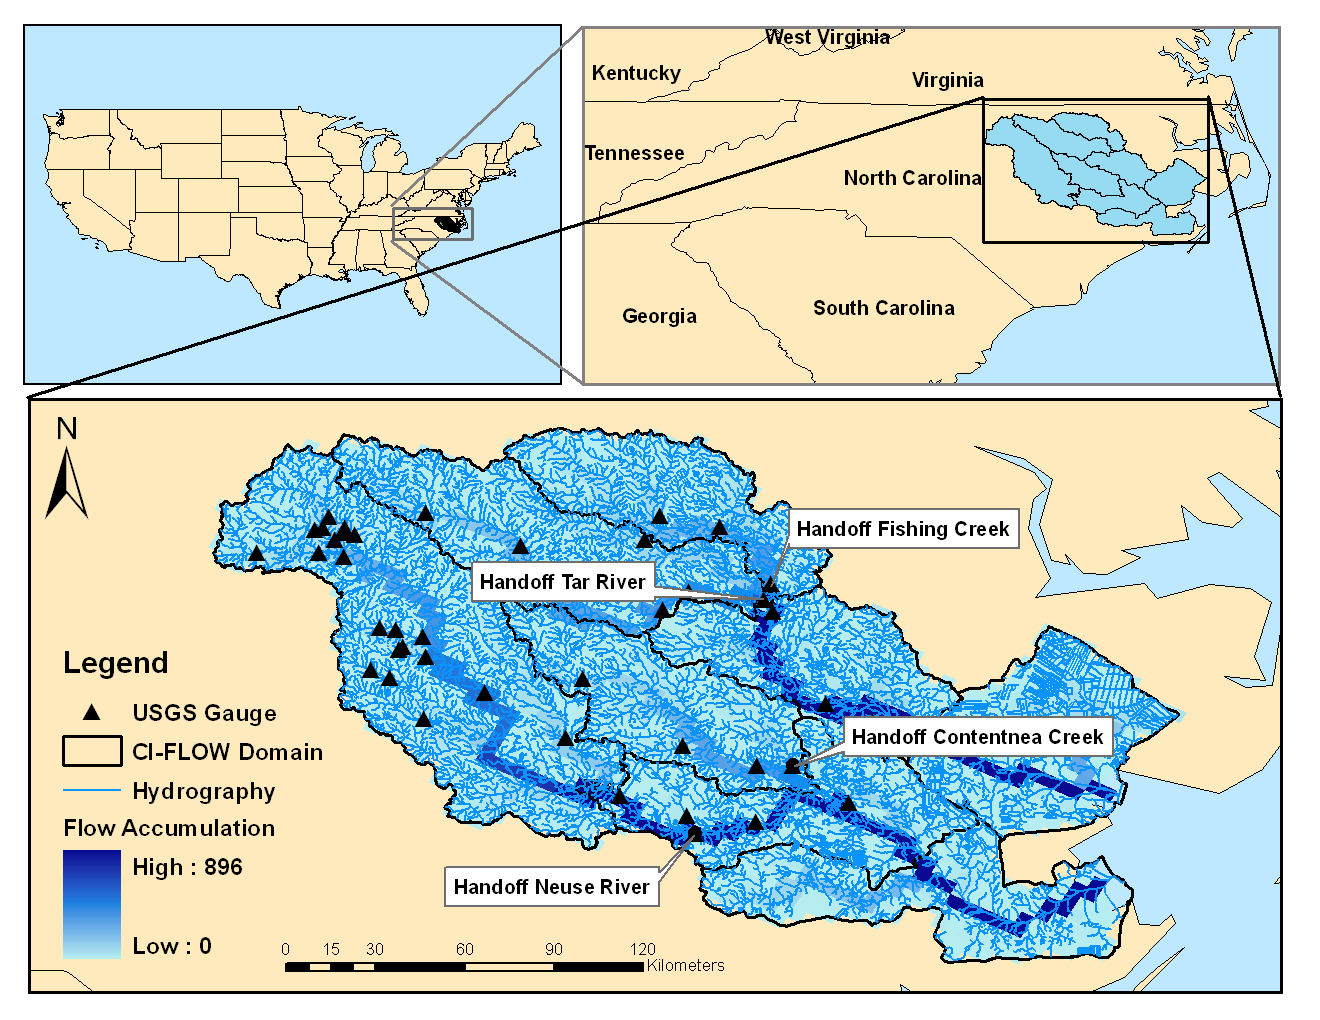 West Virginia
Kentucky
Virginia
Tennessee
North Carolina
South Carolina
Georgia
N
Handoff Fishing Creek
Handoff Tar River
Legend
USGS Gauge
CI-FLOW Domain
Hydrography
Flow Accumulation
High : 896
Low : 0
Handoff Contentnea Creek
Handoff Neuse River
0 15 30 60 90 120
Kilometers